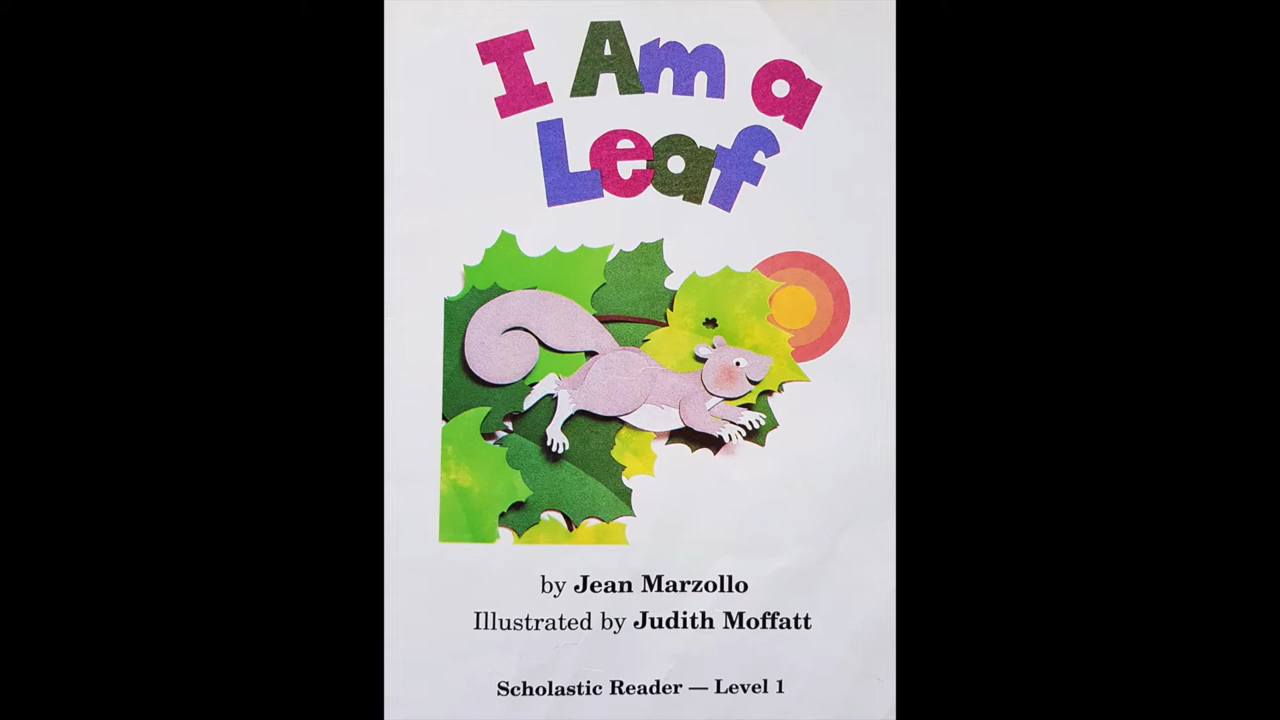 I Am a
Leaf
by Jean Marzollo
Illustrated by Judith Moffatt
Scholastic Reader — Level 1